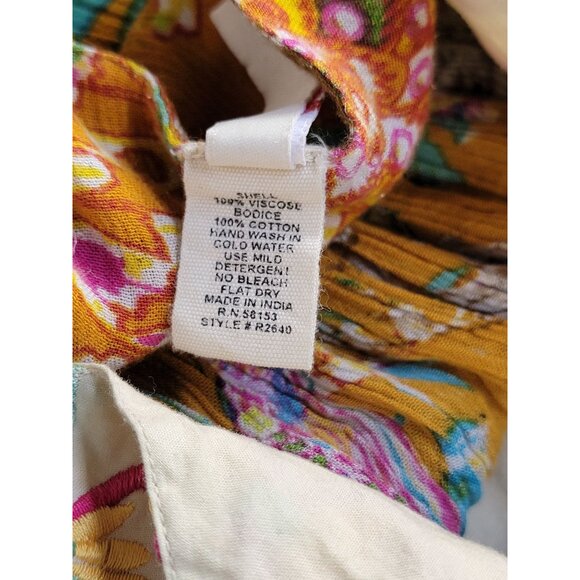 SHELL
100% VISCOSE
BODICE
100% COTTON
HAND WASH IN
COLD WATER
USE MILD
DETERGENT
NO BLEACH
FLAT DRY
MADE IN INDIA
R.N.58153
STYLE # R2640